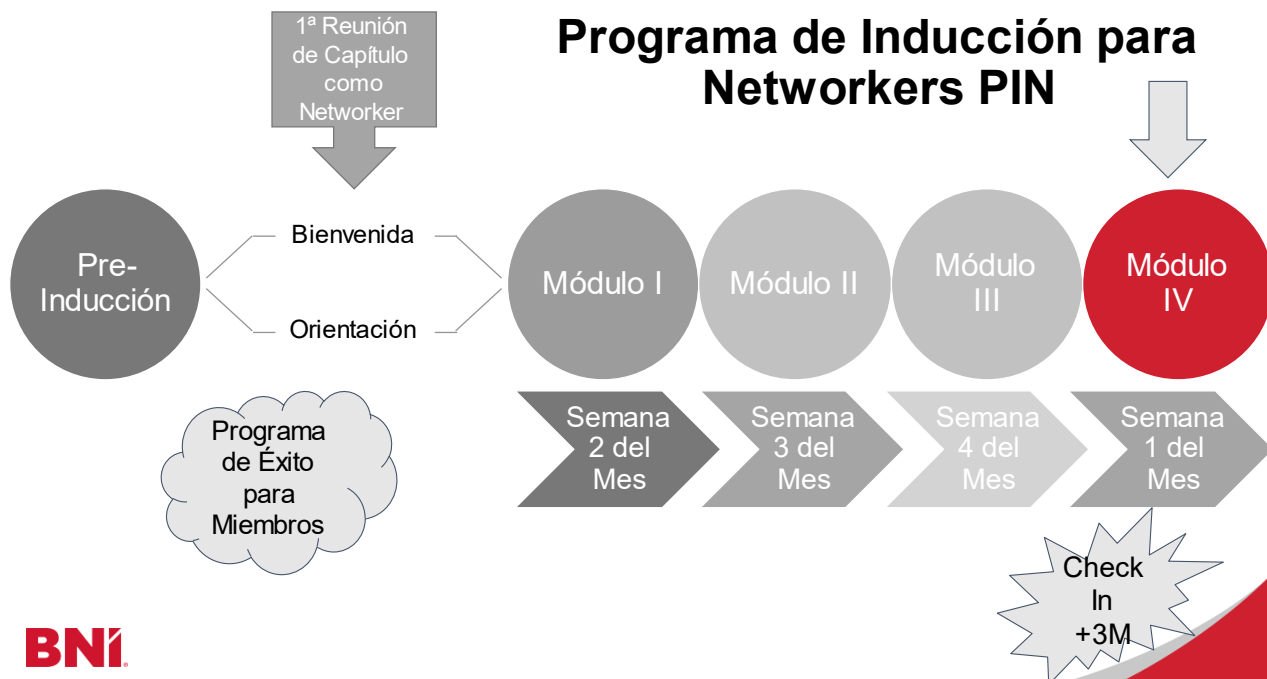 Programa de Inducción para
Networkers PIN
1ª Reunión
de Capítulo
como
Networker
Pre-
Inducción
Bienvenida
Orientación
Módulo I
Módulo II
Módulo
III
Módulo
IV
Semana
2 del
Mes
Semana
3 del
Mes
Semana
4 del
Mes
Semana
1 del
Mes
Programa
de Éxito
para
Miembros
Check
In
+3M
BNI®